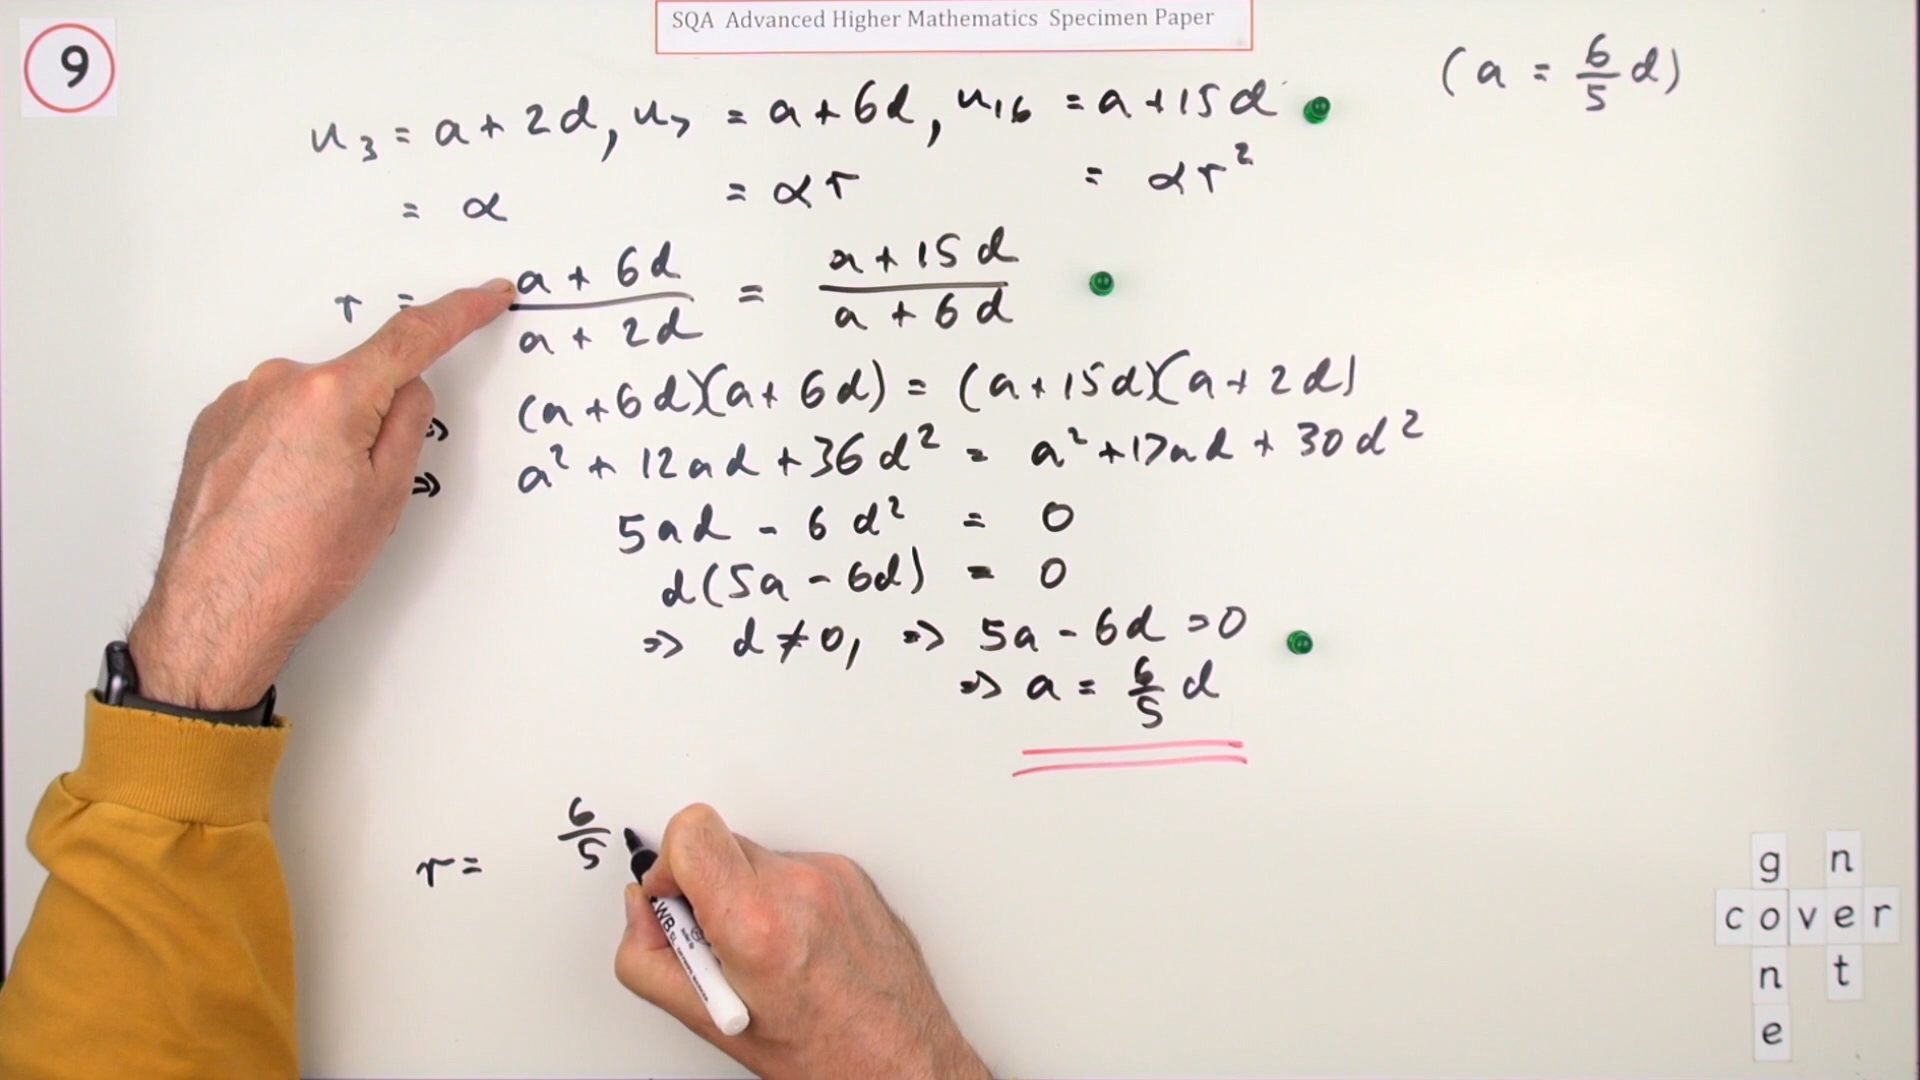 9
SQA Advanced Higher Mathematics Specimen Paper
(a = 6/5 d)
u₃ = a + 2d, u₇ = a + 6d, u₁₆ = a + 15d
= α = αr = αr²
r = (a + 6d)/(a + 2d) = (a + 15d)/(a + 6d)
⇒ (a + 6d)(a + 6d) = (a + 15d)(a + 2d)
⇒ a² + 12ad + 36d² = a² + 17ad + 30d²
5ad - 6d² = 0
d(5a - 6d) = 0
⇒ d ≠ 0, ⇒ 5a - 6d = 0
⇒ a = 6/5 d
r = 6/5
g n
c o v e r
n t
e